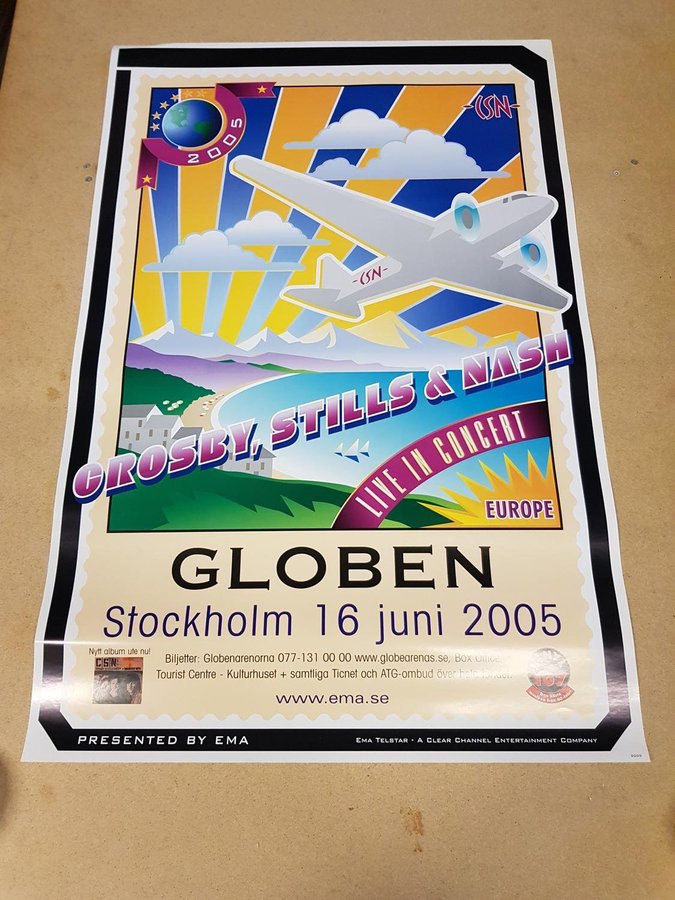 2005
-CSN-
-CSN-
CROSBY, STILLS & NASH
LIVE IN CONCERT
EUROPE
GLOBEN
Stockholm 16 juni 2005
Nytt album ute nu!
CSN
Biljetter: Globenarenorna 077-131 00 00 www.globearenas.se, Box Office,
Tourist Centre - Kulturhuset + samtliga Ticnet och ATG-ombud över hela landet.
www.ema.se
PRESENTED BY EMA
EMA TELSTAR • A CLEAR CHANNEL ENTERTAINMENT COMPANY